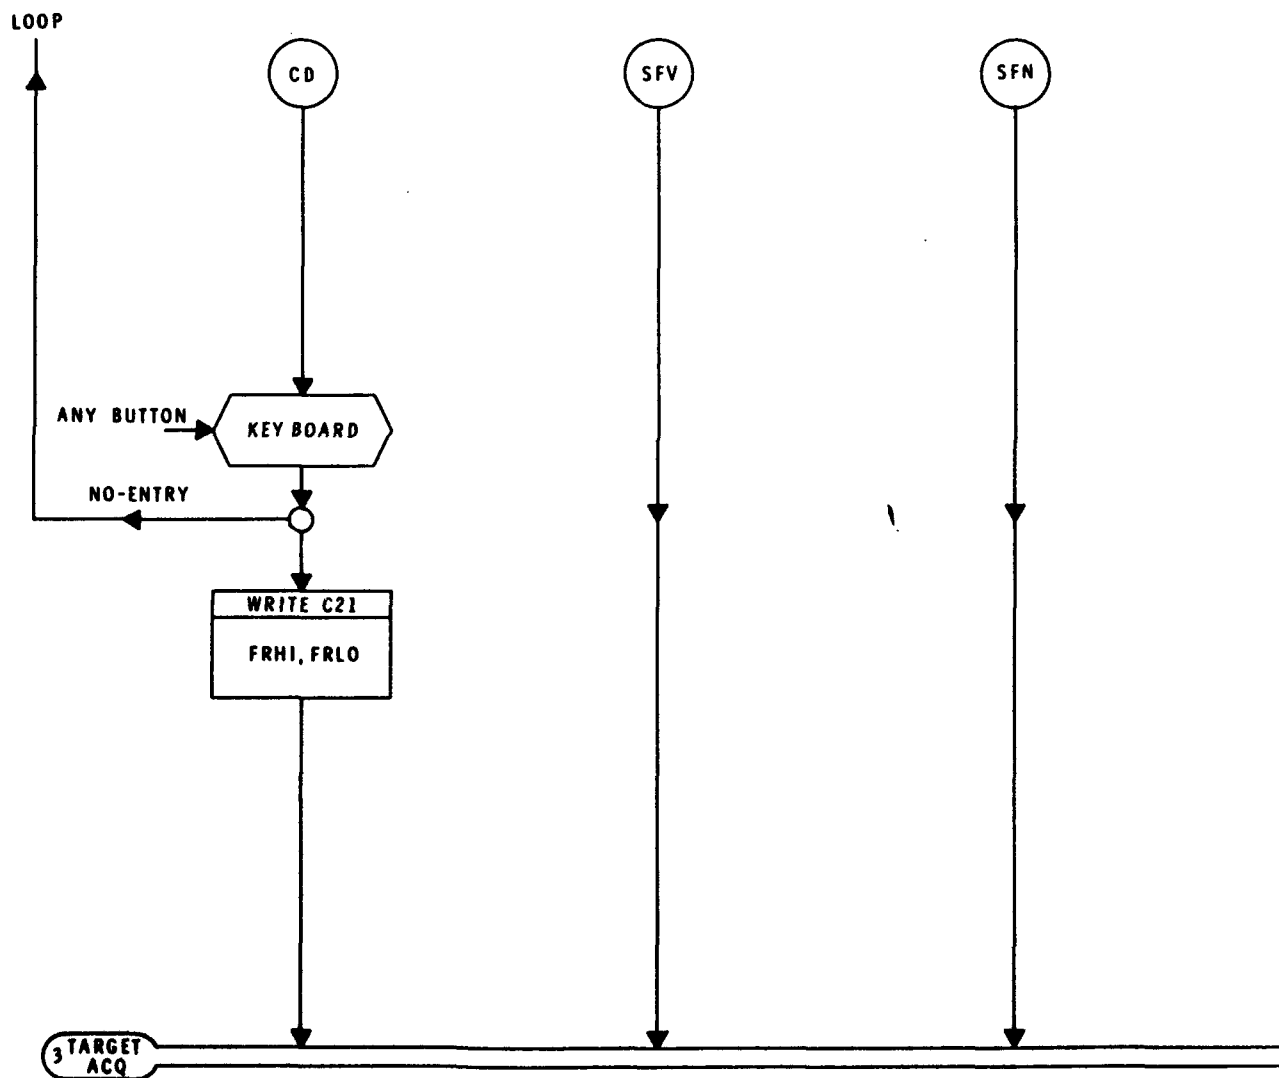 LOOP
CD
SFV
SFN
ANY BUTTON
KEY BOARD
NO-ENTRY
WRITE C21
FRHI, FRLO
3 TARGET
ACQ